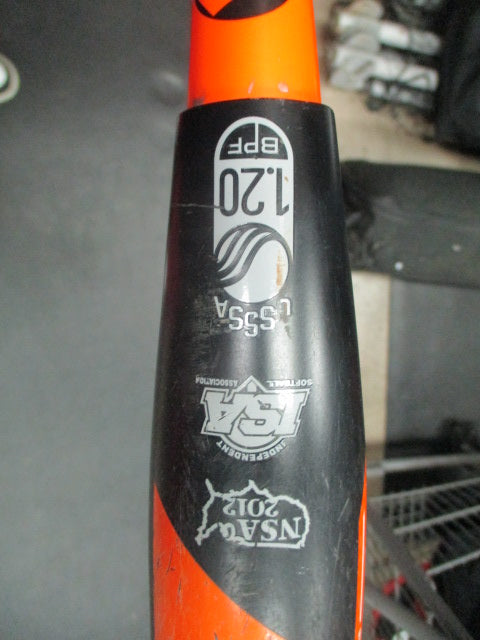 NSA
2012
INDEPENDENT
ISA
SOFTBALL ASSOCIATION
USSSA
1.20
BPF